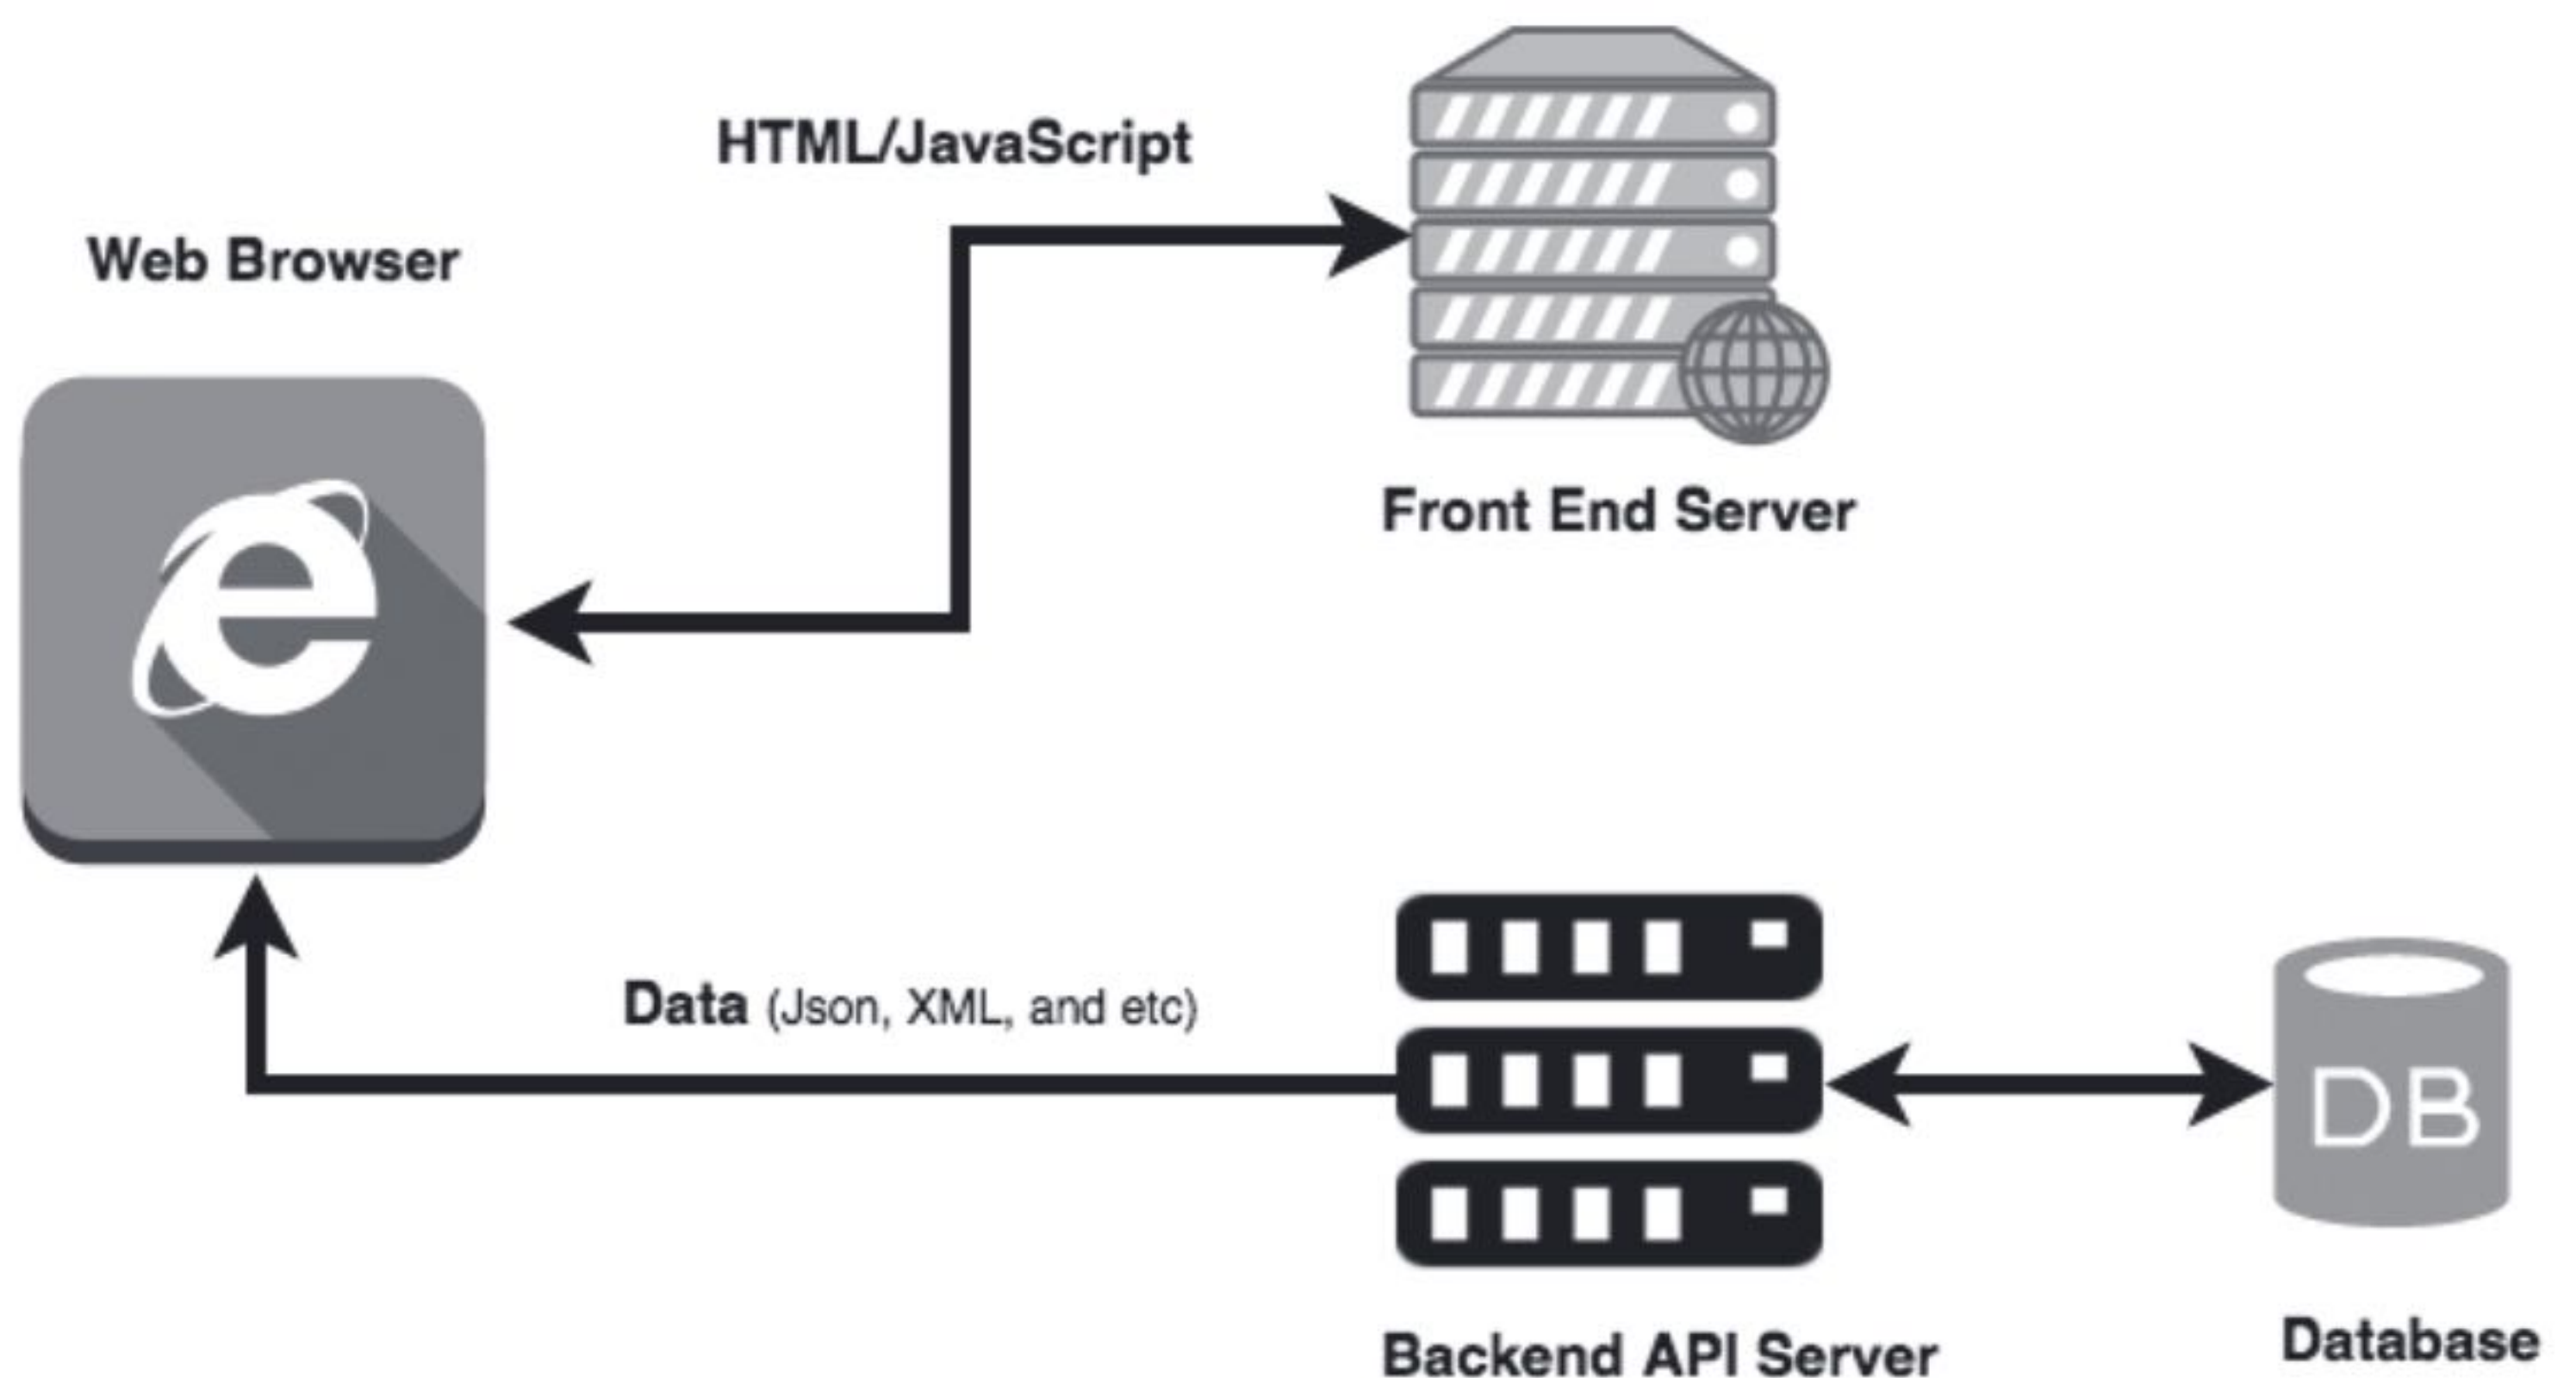 HTML/JavaScript
Web Browser
Front End Server
Data (Json, XML, and etc)
DB
Backend API Server
Database